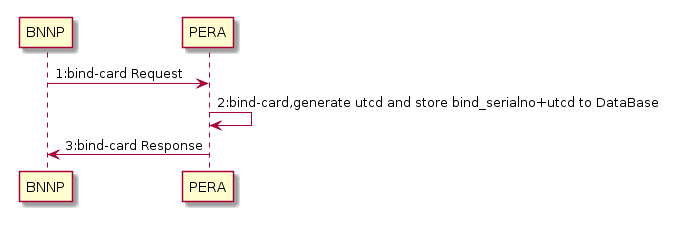 BNNP
PERA
1:bind-card Request
2:bind-card,generate utcd and store bind_serialno+utcd to DataBase
3:bind-card Response
BNNP
PERA